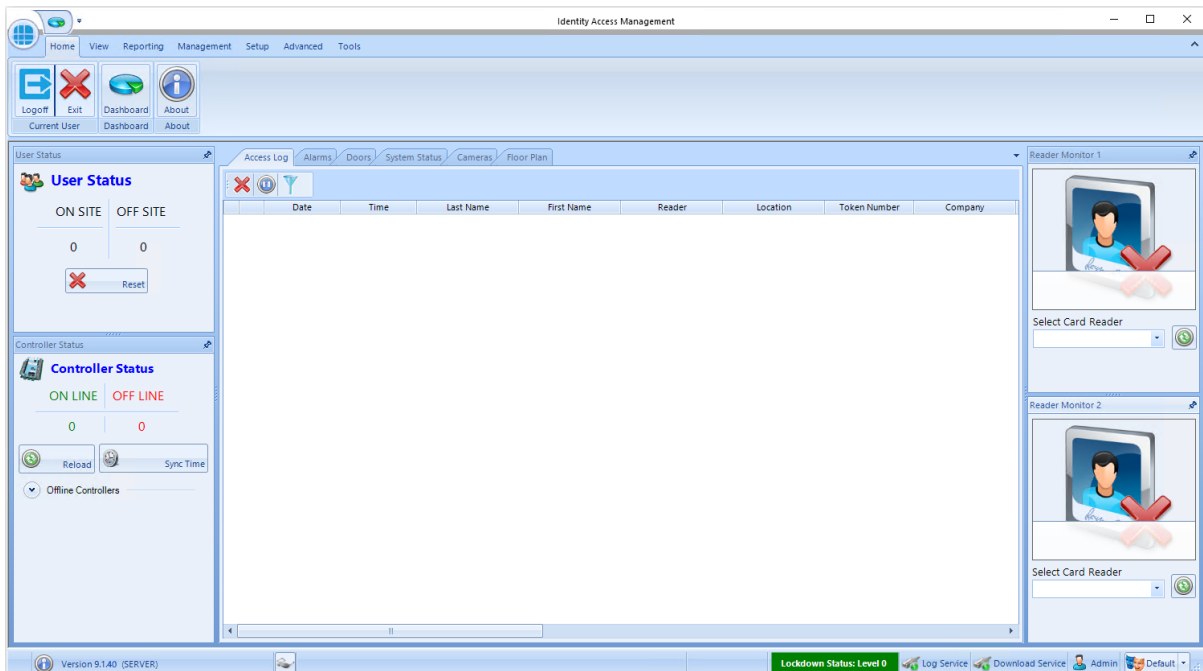 Identity Access Management
Home View Reporting Management Setup Advanced Tools
Logoff Exit Dashboard About
Current User Dashboard About
User Status
User Status
ON SITE OFF SITE
0 0
Reset
Controller Status
Controller Status
ON LINE OFF LINE
0 0
Reload Sync Time
Offline Controllers
Access Log Alarms Doors System Status Cameras Floor Plan
Date Time Last Name First Name Reader Location Token Number Company
Reader Monitor 1
Select Card Reader
Reader Monitor 2
Select Card Reader
Version 9.1.40 (SERVER)
Lockdown Status: Level 0 Log Service Download Service Admin Default